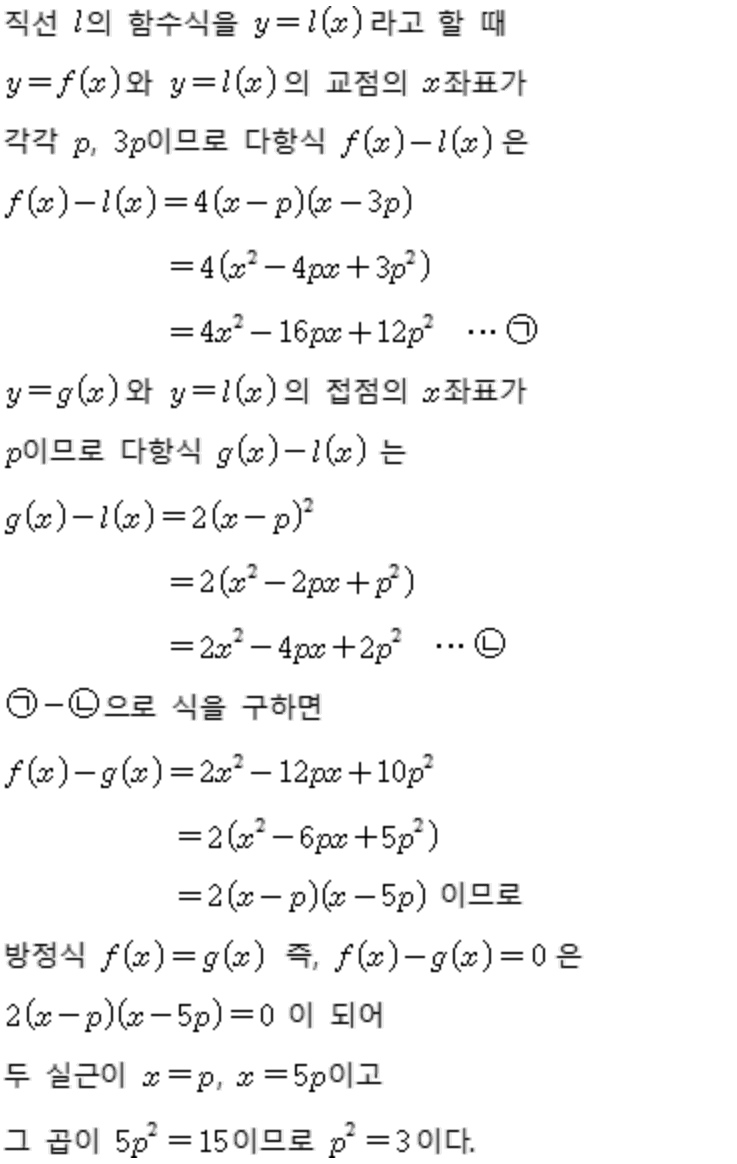 직선 l의 함수식을 y=l(x)라고 할 때
y=f(x)와 y=l(x)의 교점의 x좌표가
각각 p, 3p이므로 다항식 f(x)-l(x)은
f(x)-l(x)=4(x-p)(x-3p)
=4(x²-4px+3p²)
=4x²-16px+12p² ⋯ ㉠
y=g(x)와 y=l(x)의 접점의 x좌표가
p이므로 다항식 g(x)-l(x) 는
g(x)-l(x)=2(x-p)²
=2(x²-2px+p²)
=2x²-4px+2p² ⋯ ㉡
㉠-㉡으로 식을 구하면
f(x)-g(x)=2x²-12px+10p²
=2(x²-6px+5p²)
=2(x-p)(x-5p) 이므로
방정식 f(x)=g(x) 즉, f(x)-g(x)=0은
2(x-p)(x-5p)=0 이 되어
두 실근이 x=p, x=5p이고
그 곱이 5p²=15이므로 p²=3이다.